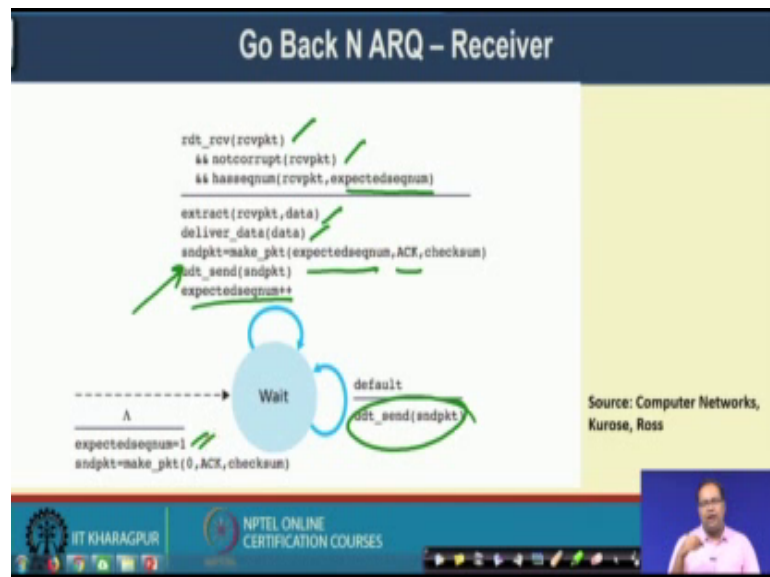 Go Back N ARQ – Receiver
rdt_rcv(rcvpkt)
&& notcorrupt(rcvpkt)
&& hasseqnum(rcvpkt,expectedseqnum)
extract(rcvpkt,data)
deliver_data(data)
sndpkt=make_pkt(expectedseqnum,ACK,checksum)
udt_send(sndpkt)
expectedseqnum++
Wait
default
udt_send(sndpkt)
Λ
expectedseqnum=1
sndpkt=make_pkt(0,ACK,checksum)
Source: Computer Networks,
Kurose, Ross
IIT KHARAGPUR
NPTEL ONLINE
CERTIFICATION COURSES